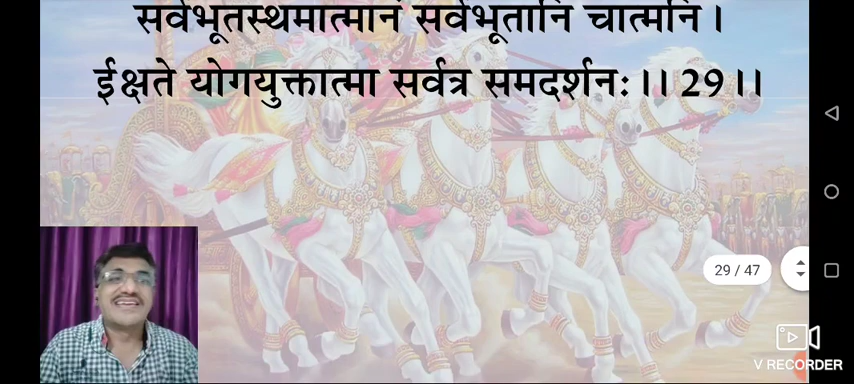 सर्वभूतस्थमात्मानं सर्वभूतानि चात्मनि।
ईक्षते योगयुक्तात्मा सर्वत्र समदर्शनः।। 29 ।।
29 / 47
V RECORDER